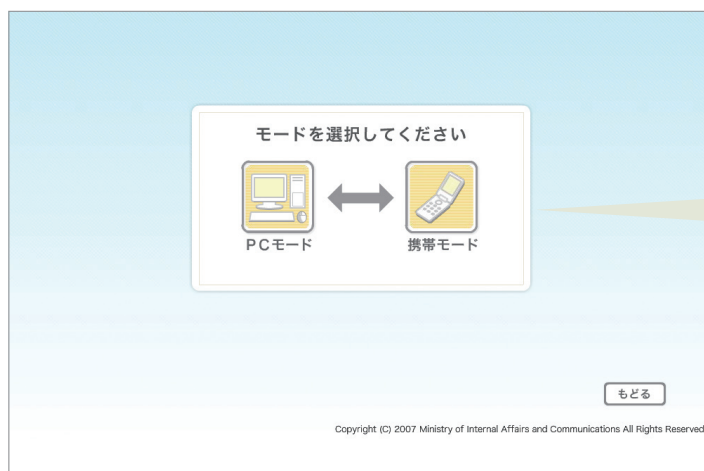 モードを選択してください
PCモード
携帯モード
もどる
Copyright (C) 2007 Ministry of Internal Affairs and Communications All Rights Reserved